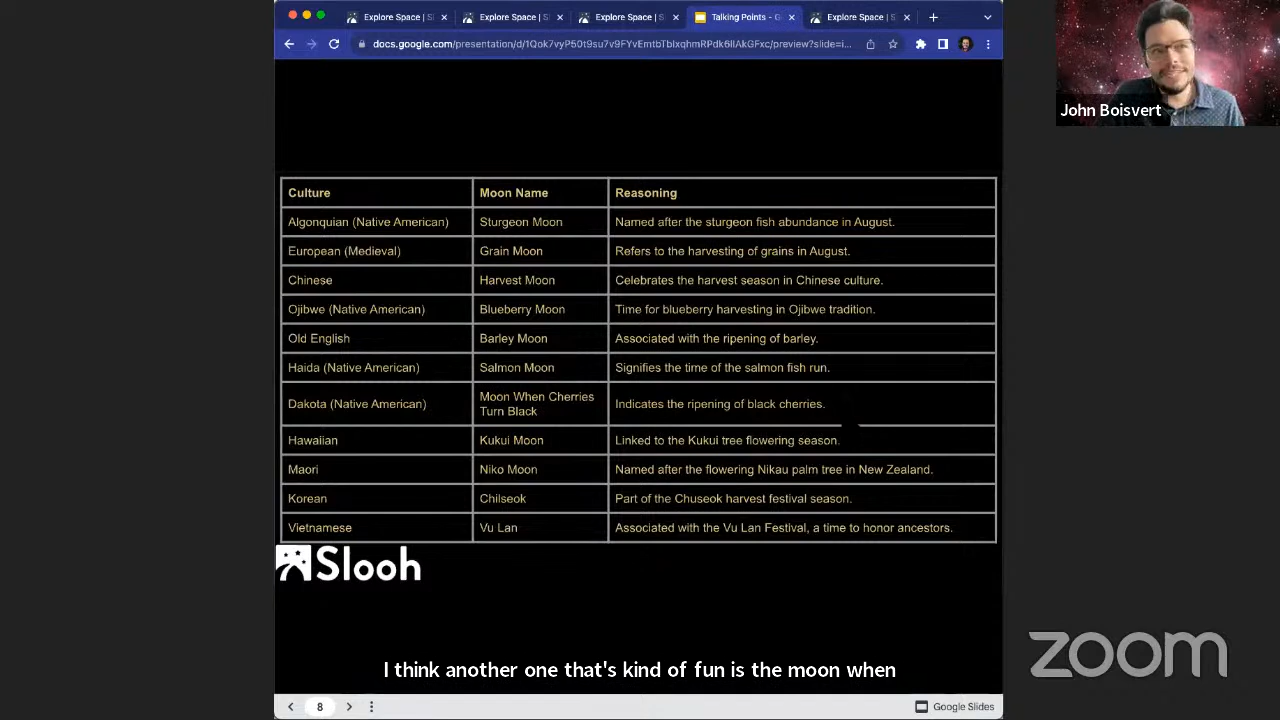 Explore Space | S
Explore Space | S
Explore Space | S
Talking Points - G
Explore Space | S
docs.google.com/presentation/d/1Qok7vyP50t9su7v9FYvEmtbTblxqhmRPdk6lIAkGFxc/preview?slide=i...
John Boisvert
Culture Moon Name Reasoning
Algonquian (Native American) Sturgeon Moon Named after the sturgeon fish abundance in August.
European (Medieval) Grain Moon Refers to the harvesting of grains in August.
Chinese Harvest Moon Celebrates the harvest season in Chinese culture.
Ojibwe (Native American) Blueberry Moon Time for blueberry harvesting in Ojibwe tradition.
Old English Barley Moon Associated with the ripening of barley.
Haida (Native American) Salmon Moon Signifies the time of the salmon fish run.
Dakota (Native American) Moon When Cherries
Turn Black Indicates the ripening of black cherries.
Hawaiian Kukui Moon Linked to the Kukui tree flowering season.
Maori Niko Moon Named after the flowering Nikau palm tree in New Zealand.
Korean Chilseok Part of the Chuseok harvest festival season.
Vietnamese Vu Lan Associated with the Vu Lan Festival, a time to honor ancestors.
Slooh
I think another one that's kind of fun is the moon when
zoom
8
Google Slides